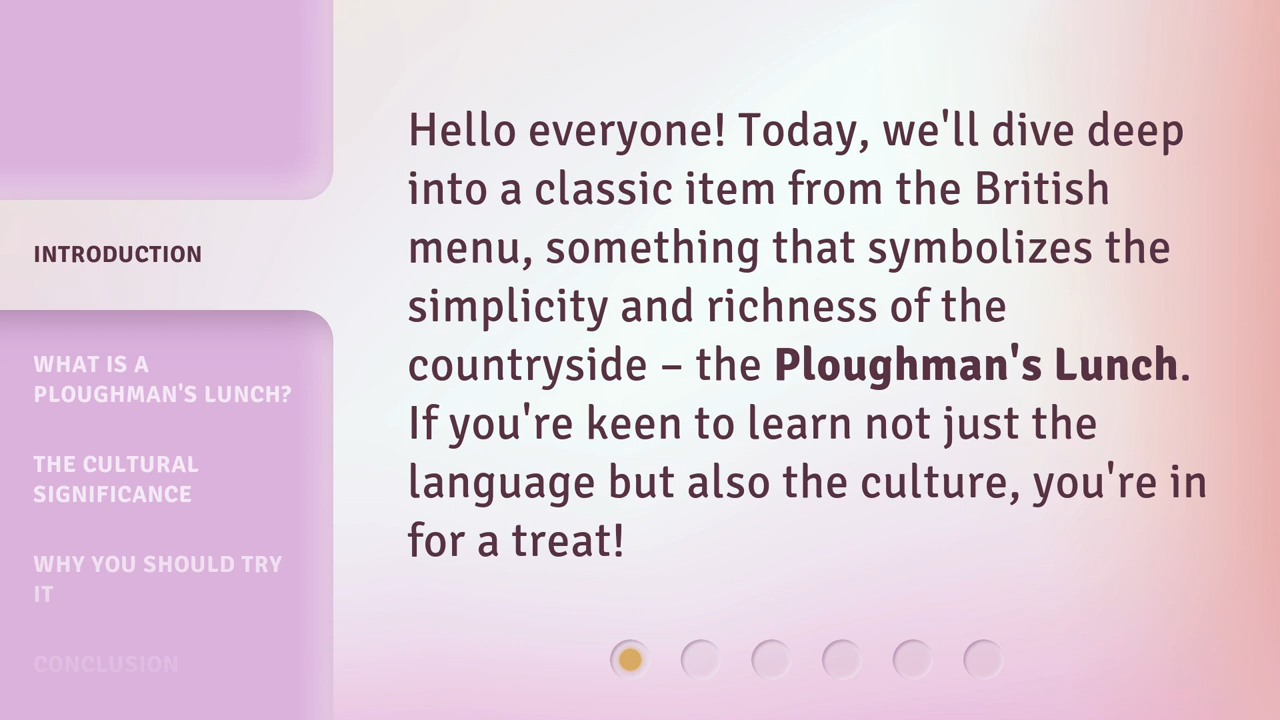 INTRODUCTION
WHAT IS A
PLOUGHMAN'S LUNCH?
THE CULTURAL
SIGNIFICANCE
WHY YOU SHOULD TRY
IT
CONCLUSION
Hello everyone! Today, we'll dive deep
into a classic item from the British
menu, something that symbolizes the
simplicity and richness of the
countryside – the Ploughman's Lunch.
If you're keen to learn not just the
language but also the culture, you're in
for a treat!